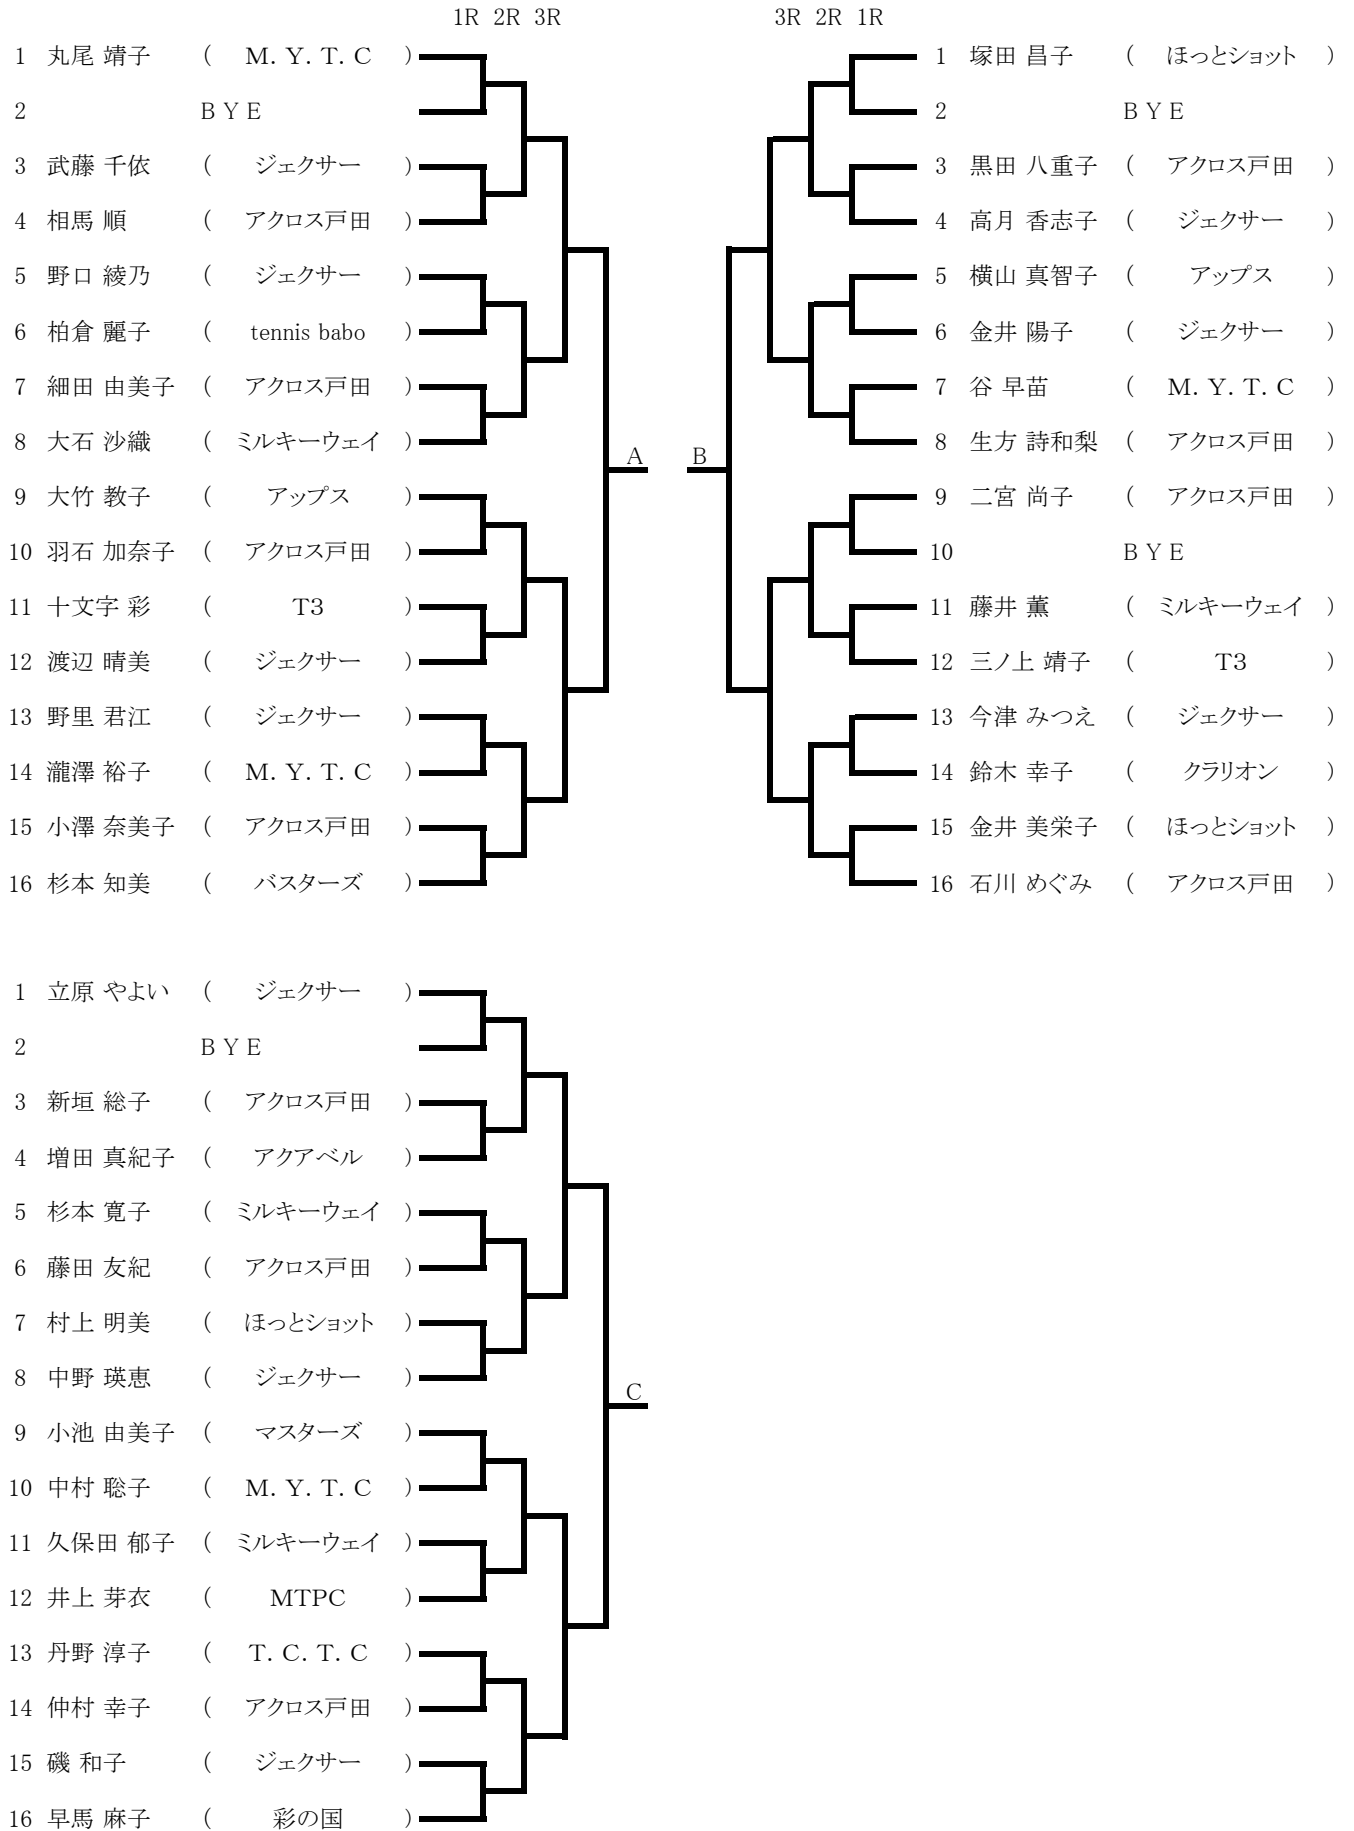 1R 2R 3R
1 丸尾 靖子 ( M.Y.T.C )
2 BYE
3 武藤 千依 ( ジェクサー )
4 相馬 順 ( アクロス戸田 )
5 野口 綾乃 ( ジェクサー )
6 柏倉 麗子 ( tennis babo )
7 細田 由美子 ( アクロス戸田 )
8 大石 沙織 ( ミルキーウェイ )
A
9 大竹 教子 ( アップス )
10 羽石 加奈子 ( アクロス戸田 )
11 十文字 彩 ( T3 )
12 渡辺 晴美 ( ジェクサー )
13 野里 君江 ( ジェクサー )
14 瀧澤 裕子 ( M.Y.T.C )
15 小澤 奈美子 ( アクロス戸田 )
16 杉本 知美 ( バスターズ )
3R 2R 1R
1 塚田 昌子 ( ほっとショット )
2 BYE
3 黒田 八重子 ( アクロス戸田 )
4 高月 香志子 ( ジェクサー )
5 横山 真智子 ( アップス )
6 金井 陽子 ( ジェクサー )
7 谷 早苗 ( M.Y.T.C )
8 生方 詩和梨 ( アクロス戸田 )
B
9 二宮 尚子 ( アクロス戸田 )
10 BYE
11 藤井 薫 ( ミルキーウェイ )
12 三ノ上 靖子 ( T3 )
13 今津 みつえ ( ジェクサー )
14 鈴木 幸子 ( クラリオン )
15 金井 美栄子 ( ほっとショット )
16 石川 めぐみ ( アクロス戸田 )
1 立原 やよい ( ジェクサー )
2 BYE
3 新垣 総子 ( アクロス戸田 )
4 増田 真紀子 ( アクアベル )
5 杉本 寛子 ( ミルキーウェイ )
6 藤田 友紀 ( アクロス戸田 )
7 村上 明美 ( ほっとショット )
8 中野 瑛恵 ( ジェクサー )
C
9 小池 由美子 ( マスターズ )
10 中村 聡子 ( M.Y.T.C )
11 久保田 郁子 ( ミルキーウェイ )
12 井上 芽衣 ( MTPC )
13 丹野 淳子 ( T.C.T.C )
14 仲村 幸子 ( アクロス戸田 )
15 磯 和子 ( ジェクサー )
16 早馬 麻子 ( 彩の国 )